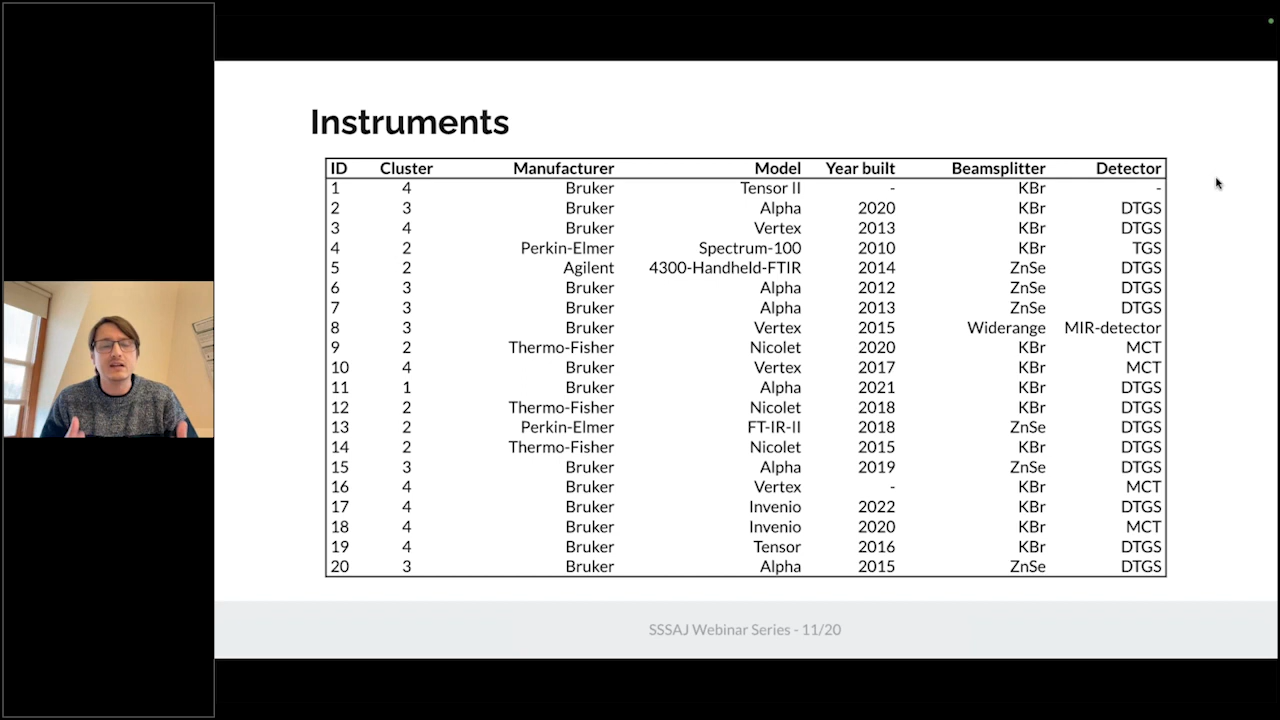 Instruments
ID Cluster Manufacturer Model Year built Beamsplitter Detector
1 4 Bruker Tensor II - KBr -
2 3 Bruker Alpha 2020 KBr DTGS
3 4 Bruker Vertex 2013 KBr DTGS
4 2 Perkin-Elmer Spectrum-100 2010 KBr TGS
5 2 Agilent 4300-Handheld-FTIR 2014 ZnSe DTGS
6 3 Bruker Alpha 2012 ZnSe DTGS
7 3 Bruker Alpha 2013 ZnSe DTGS
8 3 Bruker Vertex 2015 Widerange MIR-detector
9 2 Thermo-Fisher Nicolet 2020 KBr MCT
10 4 Bruker Vertex 2017 KBr MCT
11 1 Bruker Alpha 2021 KBr DTGS
12 2 Thermo-Fisher Nicolet 2018 KBr DTGS
13 2 Perkin-Elmer FT-IR-II 2018 ZnSe DTGS
14 2 Thermo-Fisher Nicolet 2015 KBr DTGS
15 3 Bruker Alpha 2019 ZnSe DTGS
16 4 Bruker Vertex - KBr MCT
17 4 Bruker Invenio 2022 KBr DTGS
18 4 Bruker Invenio 2020 KBr MCT
19 4 Bruker Tensor 2016 KBr DTGS
20 3 Bruker Alpha 2015 ZnSe DTGS
SSSAJ Webinar Series - 11/20